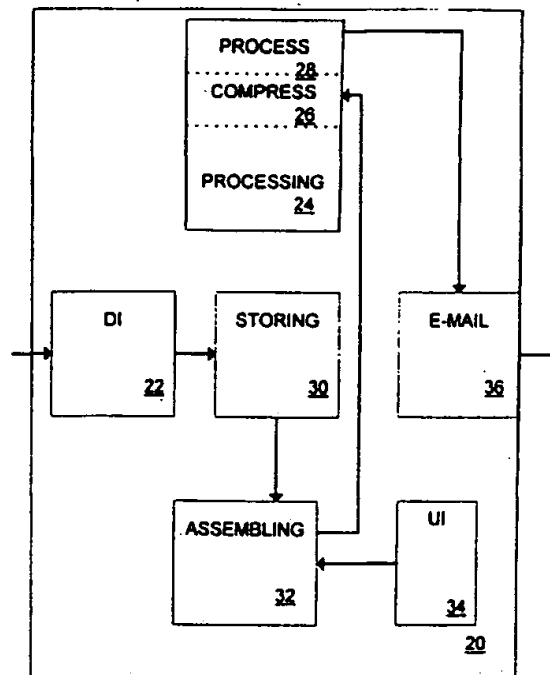 PROCESS
28
COMPRESS
26
PROCESSING
24
DI
22
STORING
30
E-MAIL
36
ASSEMBLING
32
UI
34
20